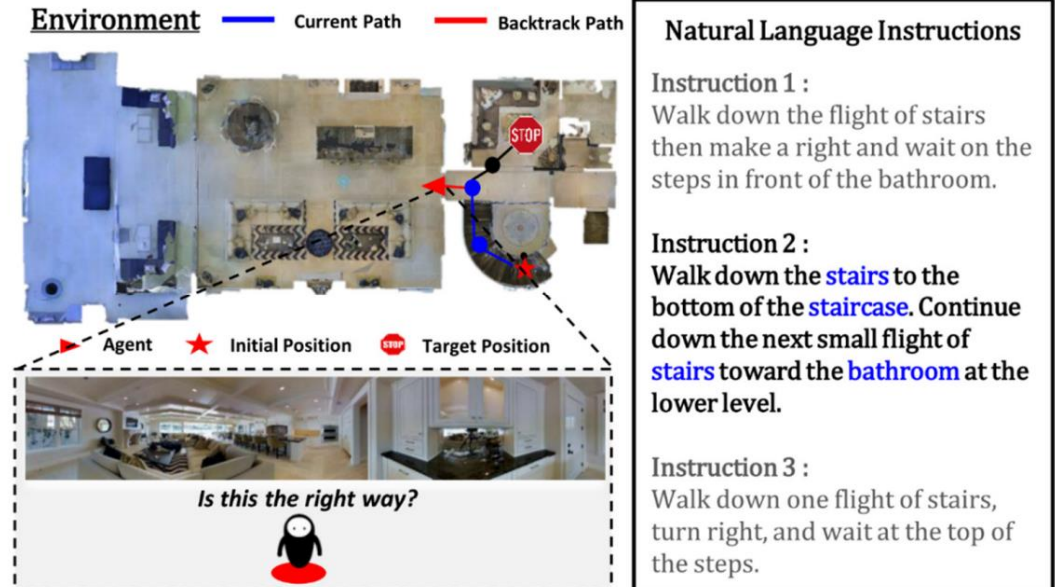 Environment
Current Path
Backtrack Path
STOP
Agent
Initial Position
STOP
Target Position
Is this the right way?
Natural Language Instructions
Instruction 1 :
Walk down the flight of stairs
then make a right and wait on the
steps in front of the bathroom.
Instruction 2 :
Walk down the stairs to the
bottom of the staircase. Continue
down the next small flight of
stairs toward the bathroom at the
lower level.
Instruction 3 :
Walk down one flight of stairs,
turn right, and wait at the top of
the steps.